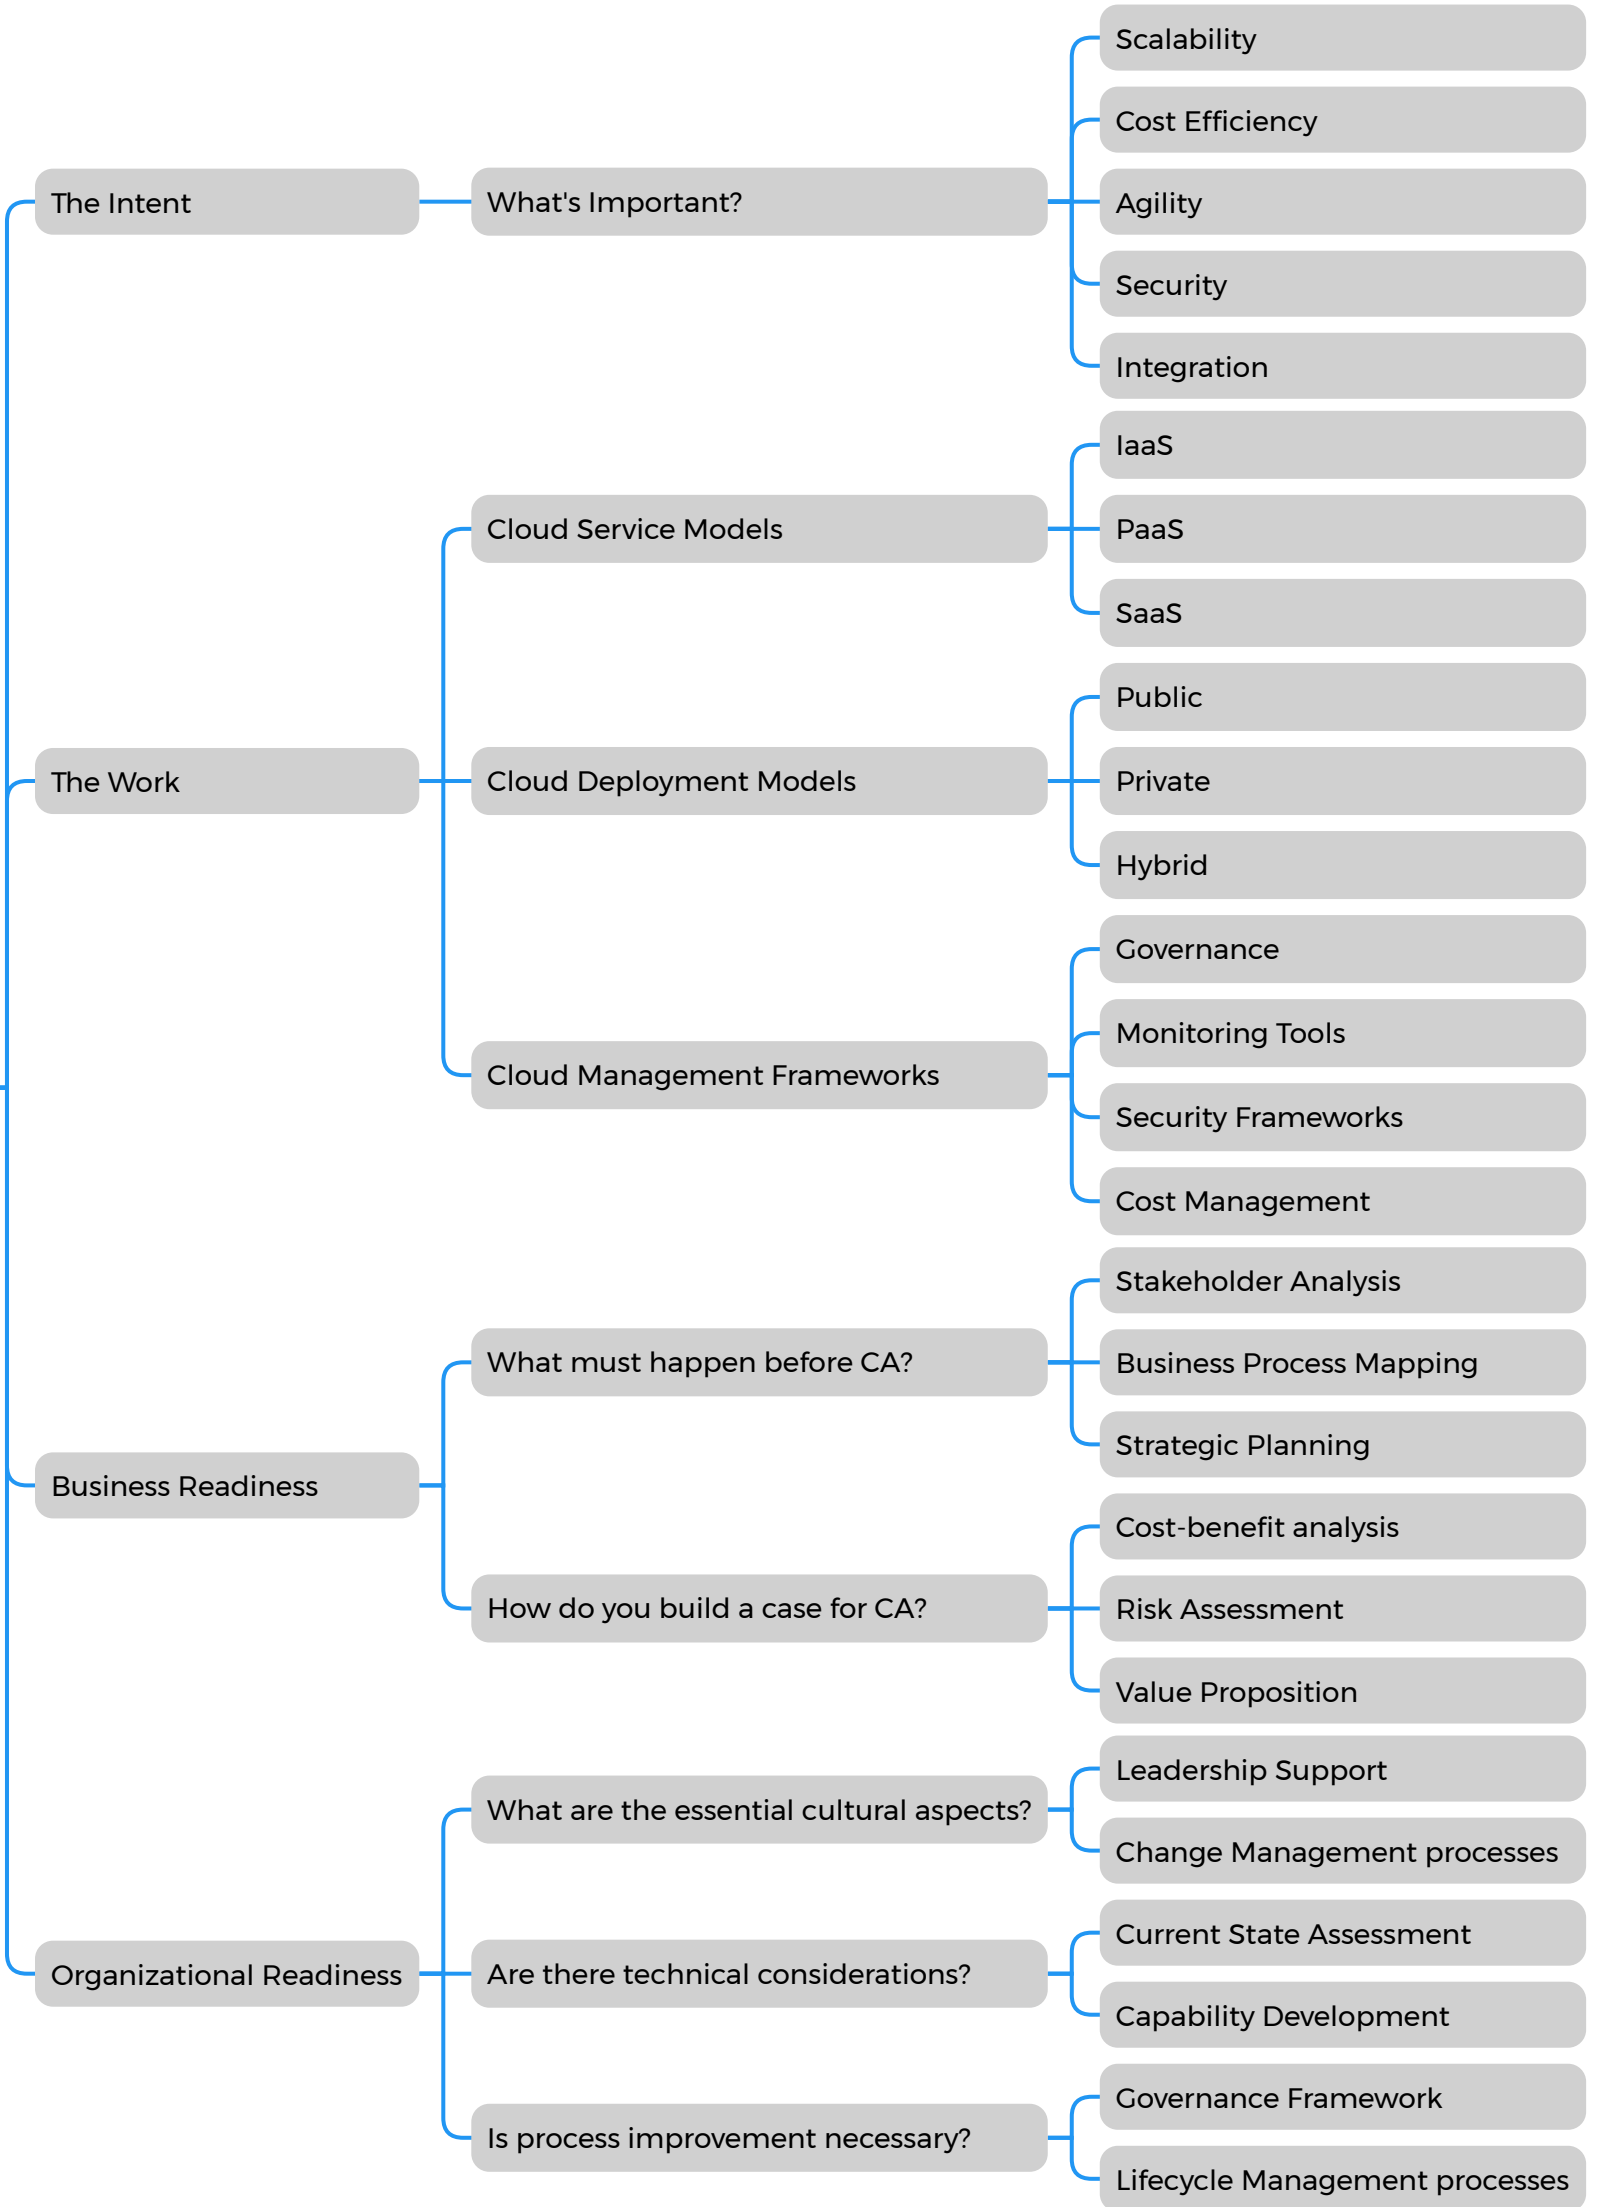 The Intent
What's Important?
Scalability
Cost Efficiency
Agility
Security
Integration
The Work
Cloud Service Models
IaaS
PaaS
SaaS
Cloud Deployment Models
Public
Private
Hybrid
Cloud Management Frameworks
Governance
Monitoring Tools
Security Frameworks
Cost Management
Business Readiness
What must happen before CA?
Stakeholder Analysis
Business Process Mapping
Strategic Planning
How do you build a case for CA?
Cost-benefit analysis
Risk Assessment
Value Proposition
Organizational Readiness
What are the essential cultural aspects?
Leadership Support
Change Management processes
Are there technical considerations?
Current State Assessment
Capability Development
Is process improvement necessary?
Governance Framework
Lifecycle Management processes